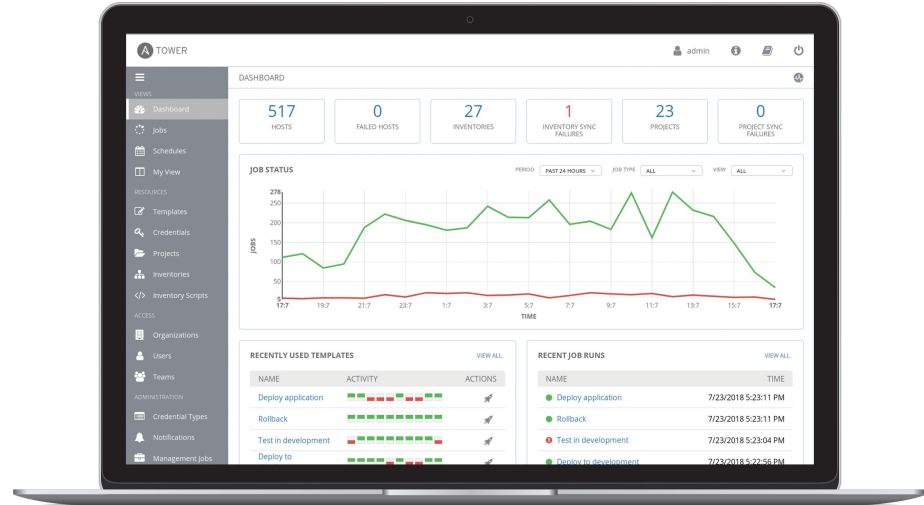 A TOWER
admin
DASHBOARD
VIEWS
Dashboard
Jobs
Schedules
My View
RESOURCES
Templates
Credentials
Projects
Inventories
</> Inventory Scripts
ACCESS
Organizations
Users
Teams
ADMINISTRATION
Credential Types
Notifications
Management Jobs
517
HOSTS
0
FAILED HOSTS
27
INVENTORIES
1
INVENTORY SYNC
FAILURES
23
PROJECTS
0
PROJECT SYNC
FAILURES
JOB STATUS
PERIOD PAST 24 HOURS JOB TYPE ALL VIEW ALL
JOBS
278
250
200
150
100
50
5
17:7 19:7 21:7 23:7 1:7 3:7 5:7 7:7 9:7 11:7 13:7 15:7 17:7
TIME
RECENTLY USED TEMPLATES VIEW ALL
NAME ACTIVITY ACTIONS
Deploy application
Rollback
Test in development
Deploy to
RECENT JOB RUNS VIEW ALL
NAME TIME
Deploy application 7/23/2018 5:23:11 PM
Rollback 7/23/2018 5:23:11 PM
Test in development 7/23/2018 5:23:04 PM
Deploy to development 7/23/2018 5:22:56 PM